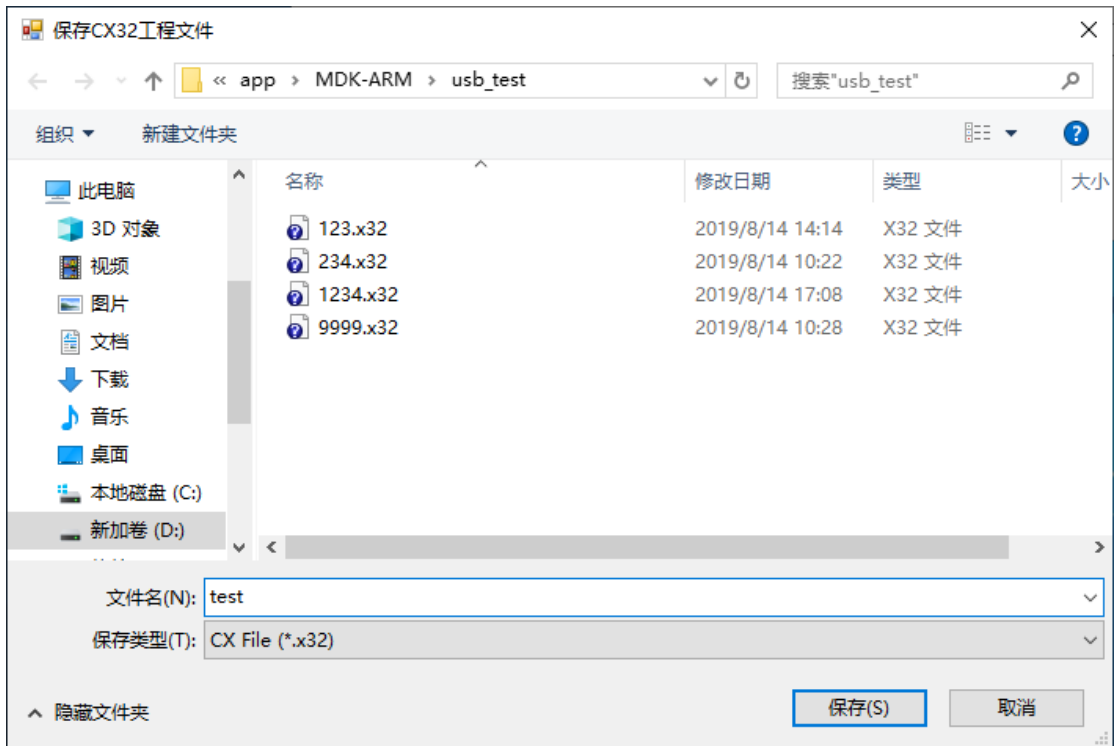 保存CX32工程文件
« app › MDK-ARM › usb_test
搜索"usb_test"
组织 新建文件夹
名称 修改日期 类型 大小
此电脑
3D 对象
视频
图片
文档
下载
音乐
桌面
本地磁盘 (C:)
新加卷 (D:)
123.x32 2019/8/14 14:14 X32 文件
234.x32 2019/8/14 10:22 X32 文件
1234.x32 2019/8/14 17:08 X32 文件
9999.x32 2019/8/14 10:28 X32 文件
文件名(N): test
保存类型(T): CX File (*.x32)
隐藏文件夹 保存(S) 取消